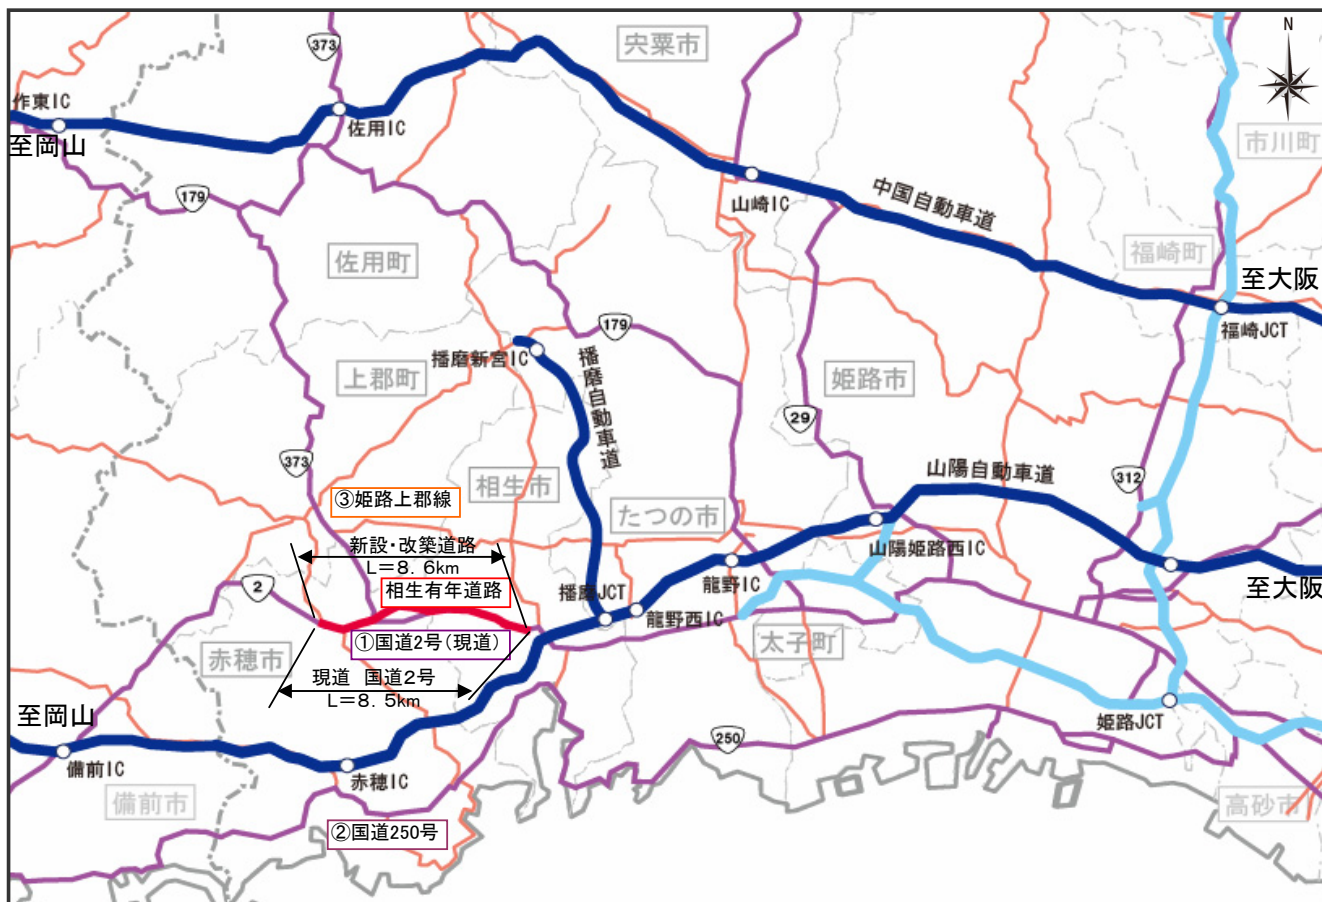 N
373
宍粟市
作東IC
佐用IC
至岡山
市川町
179
山崎IC
中国自動車道
福崎町
佐用町
至大阪
福崎JCT
179
播磨新宮IC
播磨自動車道
上郡町
姫路市
29
373
相生市
山陽自動車道
312
③姫路上郡線
たつの市
新設・改築道路
L=8.6km
山陽姫路西IC
龍野IC
2
相生有年道路
播磨JCT
至大阪
龍野西IC
①国道2号(現道)
太子町
赤穂市
現道 国道2号
L=8.5km
至岡山
姫路JCT
250
備前IC
赤穂IC
備前市
高砂市
②国道250号